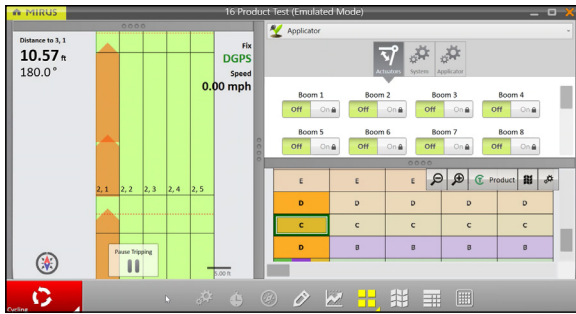 MIRUS
16 Product Test (Emulated Mode)
Distance to 3, 1
10.57 ft
180.0°
Fix
DGPS
Speed
0.00 mph
2, 1 2, 2 2, 3 2, 4 2, 5
Pause Tripping
5.00 ft
Applicator
Actuators System Applicator
Boom 1 Boom 2 Boom 3 Boom 4
Off On Off On Off On Off On
Boom 5 Boom 6 Boom 7 Boom 8
Off On Off On Off On Off On
E E E Product
D D D D D
C C C C C
D B B B B
Cycling